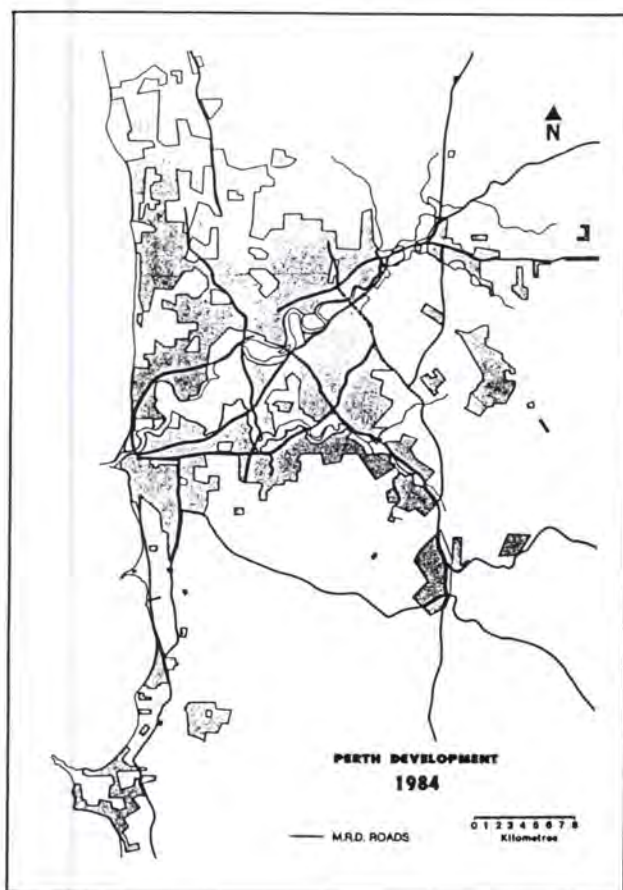 N
PERTH DEVELOPMENT
1984
M.R.D. ROADS
0 1 2 3 4 5 6 7 8
Kilometres